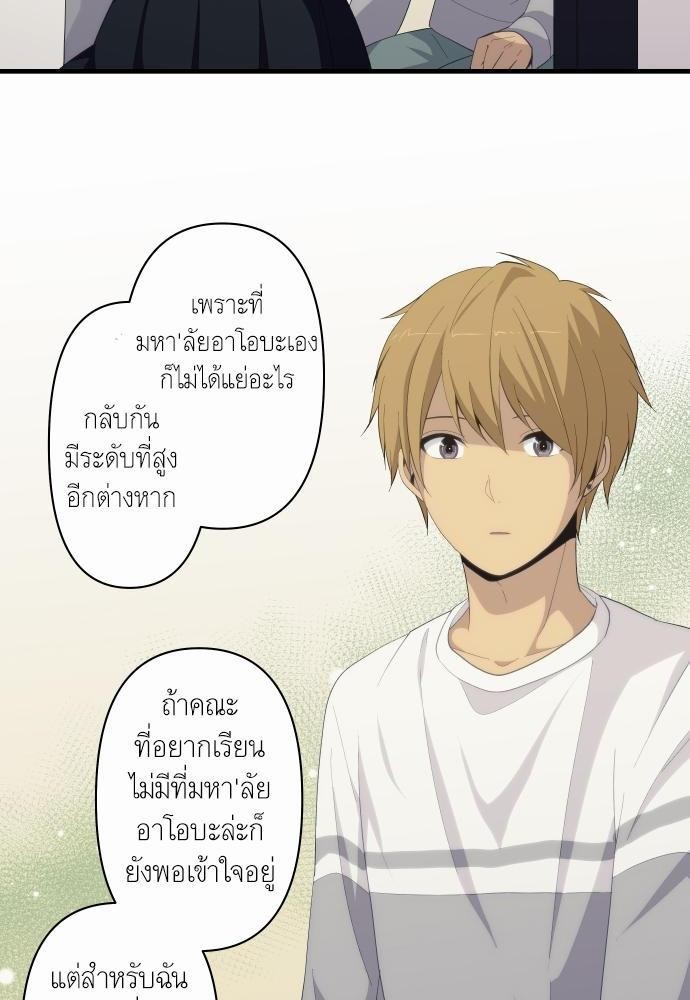 เพราะที่
มหา'ลัยอาโอบะเอง
ก็ไม่ได้แย่อะไร
กลับกัน
มีระดับที่สูง
อีกต่างหาก
ถ้าคณะ
ที่อยากเรียน
ไม่มีที่มหา'ลัย
อาโอบะล่ะก็
ยังพอเข้าใจอยู่
แต่สำหรับฉัน